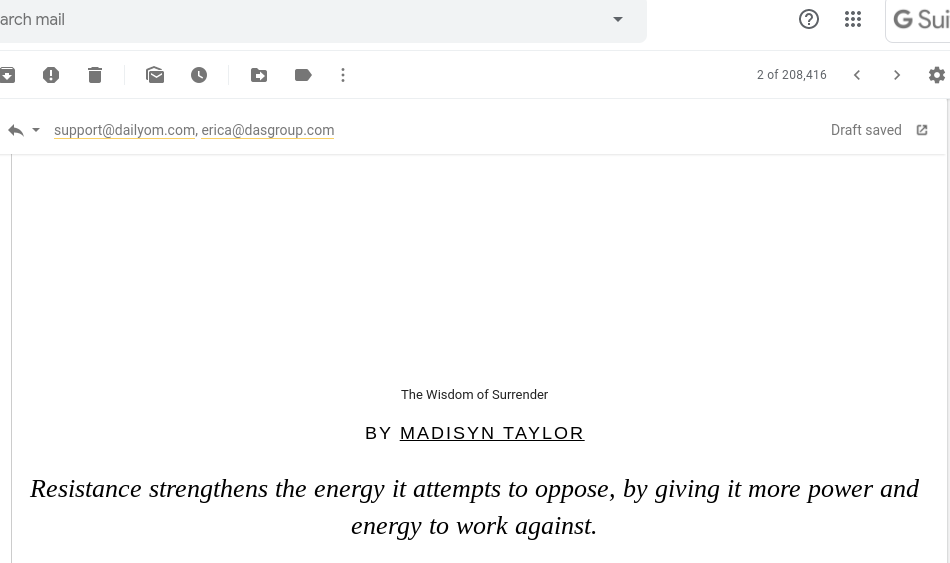 arch mail
G Sui
2 of 208,416
support@dailyom.com, erica@dasgroup.com
Draft saved
The Wisdom of Surrender
BY MADISYN TAYLOR
Resistance strengthens the energy it attempts to oppose, by giving it more power and
energy to work against.